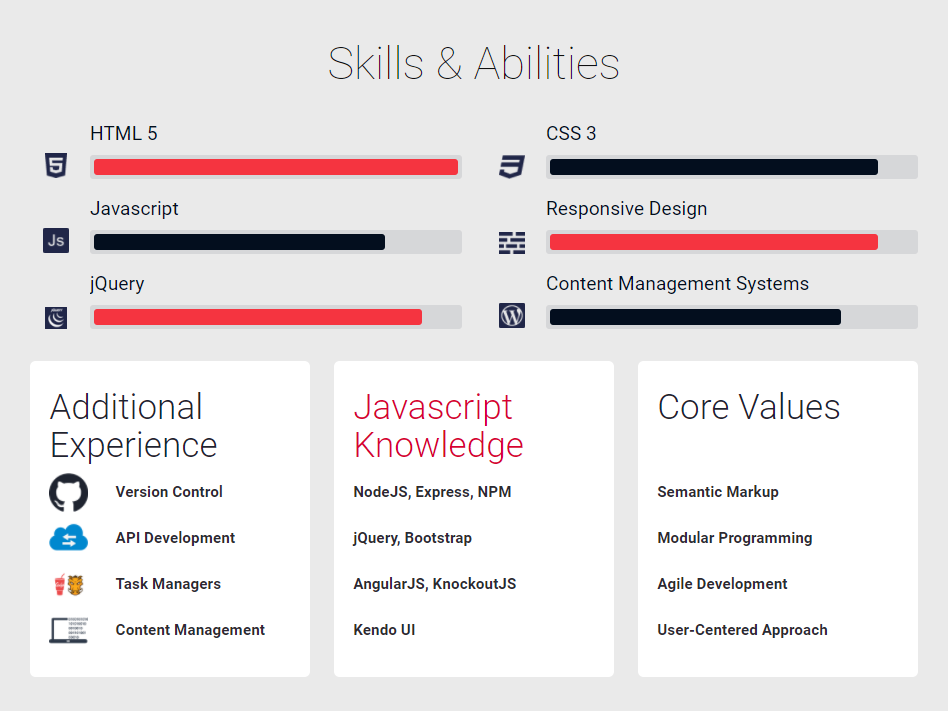 Skills & Abilities
HTML 5
CSS 3
Javascript
Js
Responsive Design
jQuery
Content Management Systems
Additional
Experience
Version Control
API Development
Task Managers
Content Management
Javascript
Knowledge
NodeJS, Express, NPM
jQuery, Bootstrap
AngularJS, KnockoutJS
Kendo UI
Core Values
Semantic Markup
Modular Programming
Agile Development
User-Centered Approach